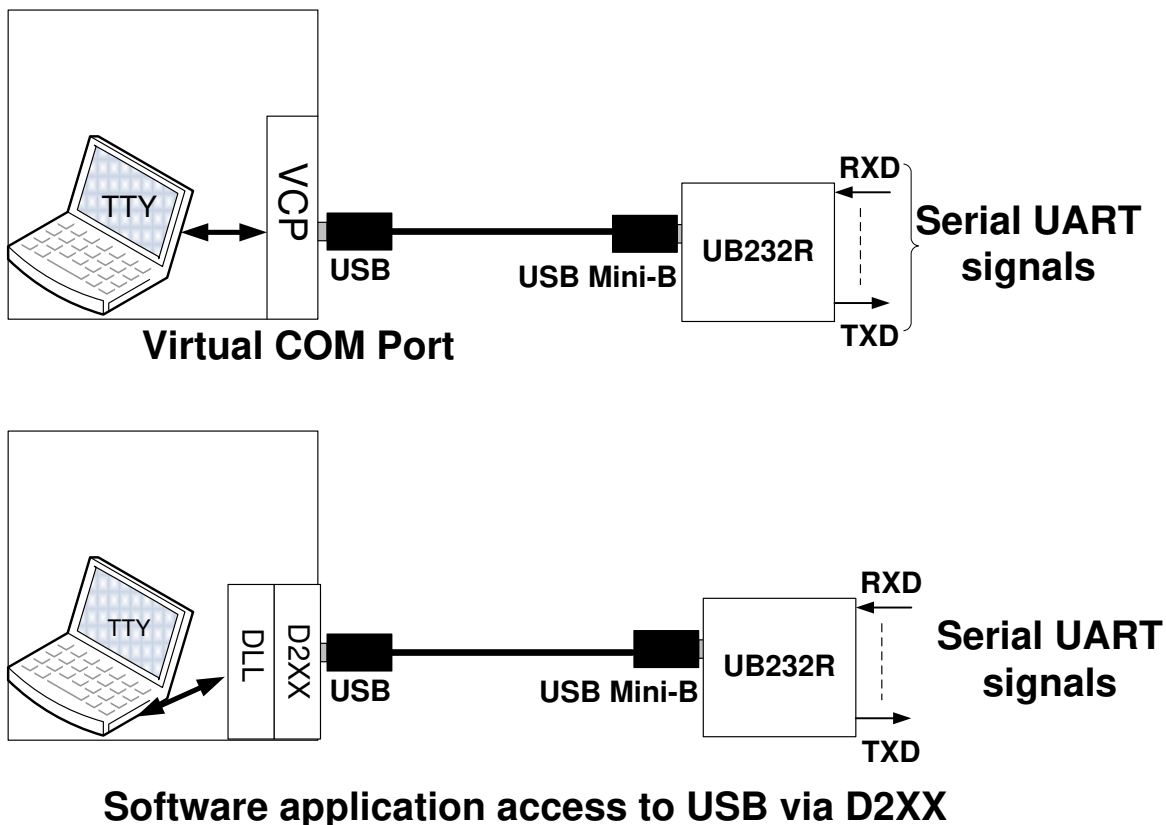 TTY
VCP
USB
USB Mini-B
UB232R
RXD
TXD
Serial UART
signals
Virtual COM Port
TTY
DLL
D2XX
USB
USB Mini-B
UB232R
RXD
TXD
Serial UART
signals
Software application access to USB via D2XX